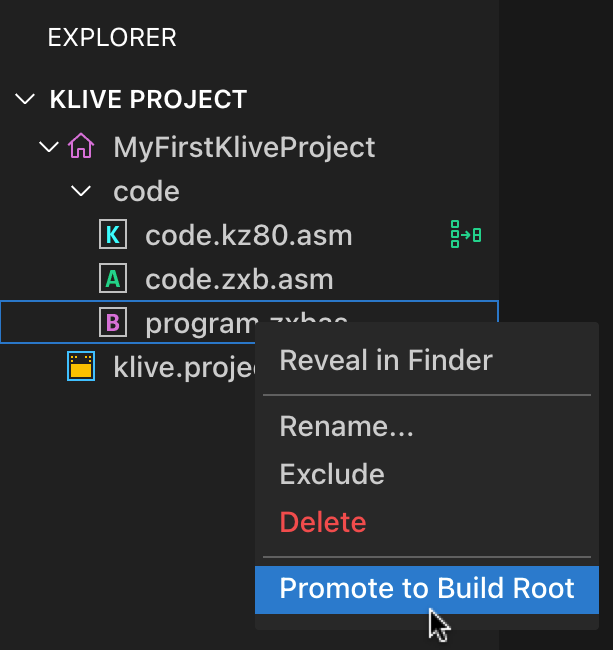 EXPLORER
KLIVE PROJECT
MyFirstKliveProject
code
K code.kz80.asm
A code.zxb.asm
B program.zxbas
klive.projec
Reveal in Finder
Rename...
Exclude
Delete
Promote to Build Root